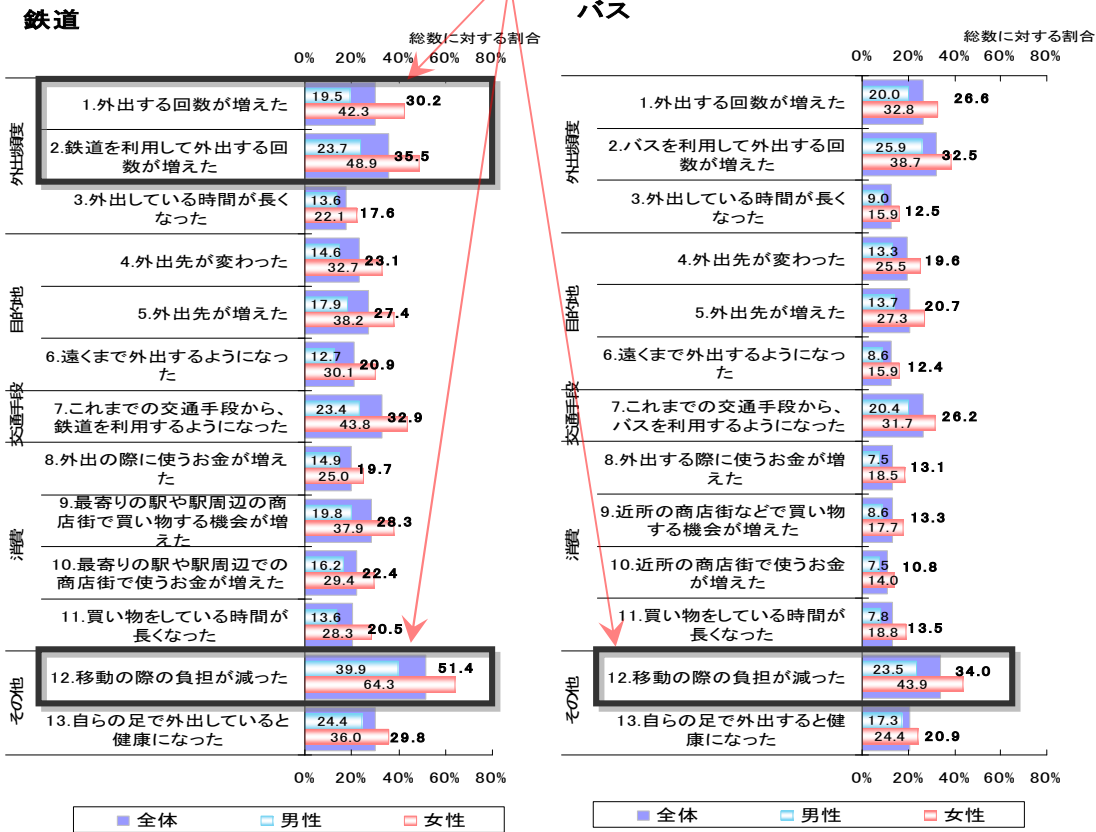 鉄道
総数に対する割合
0% 20% 40% 60% 80%
外出頻度
1.外出する回数が増えた
19.5
42.3
30.2
2.鉄道を利用して外出する回
数が増えた
23.7
48.9
35.5
3.外出している時間が長く
なった
13.6
22.1
17.6
目的地
4.外出先が変わった
14.6
32.7
23.1
5.外出先が増えた
17.9
38.2
27.4
6.遠くまで外出するようになっ
た
12.7
30.1
20.9
交通手段
7.これまでの交通手段から、
鉄道を利用するようになった
23.4
43.8
32.9
消費
8.外出の際に使うお金が増え
た
14.9
25.0
19.7
9.最寄りの駅や駅周辺の商
店街で買い物する機会が増
えた
19.8
37.9
28.3
10.最寄りの駅や駅周辺での
商店街で使うお金が増えた
16.2
29.4
22.4
11.買い物をしている時間が
長くなった
13.6
28.3
20.5
その他
12.移動の際の負担が減った
39.9
64.3
51.4
13.自らの足で外出していると
健康になった
24.4
36.0
29.8
0% 20% 40% 60% 80%
全体 男性 女性
バス
総数に対する割合
0% 20% 40% 60% 80%
外出頻度
1.外出する回数が増えた
20.0
32.8
26.6
2.バスを利用して外出する回
数が増えた
25.9
38.7
32.5
3.外出している時間が長く
なった
9.0
15.9
12.5
目的地
4.外出先が変わった
13.3
25.5
19.6
5.外出先が増えた
13.7
27.3
20.7
6.遠くまで外出するようになっ
た
8.6
15.9
12.4
交通手段
7.これまでの交通手段から、
バスを利用するようになった
20.4
31.7
26.2
消費
8.外出する際に使うお金が増
えた
7.5
18.5
13.1
9.近所の商店街などで買い物
する機会が増えた
8.6
17.7
13.3
10.近所の商店街で使うお金
が増えた
7.5
14.0
10.8
11.買い物をしている時間が
長くなった
7.8
18.8
13.5
その他
12.移動の際の負担が減った
23.5
43.9
34.0
13.自らの足で外出すると健
康になった
17.3
24.4
20.9
0% 20% 40% 60% 80%
全体 男性 女性